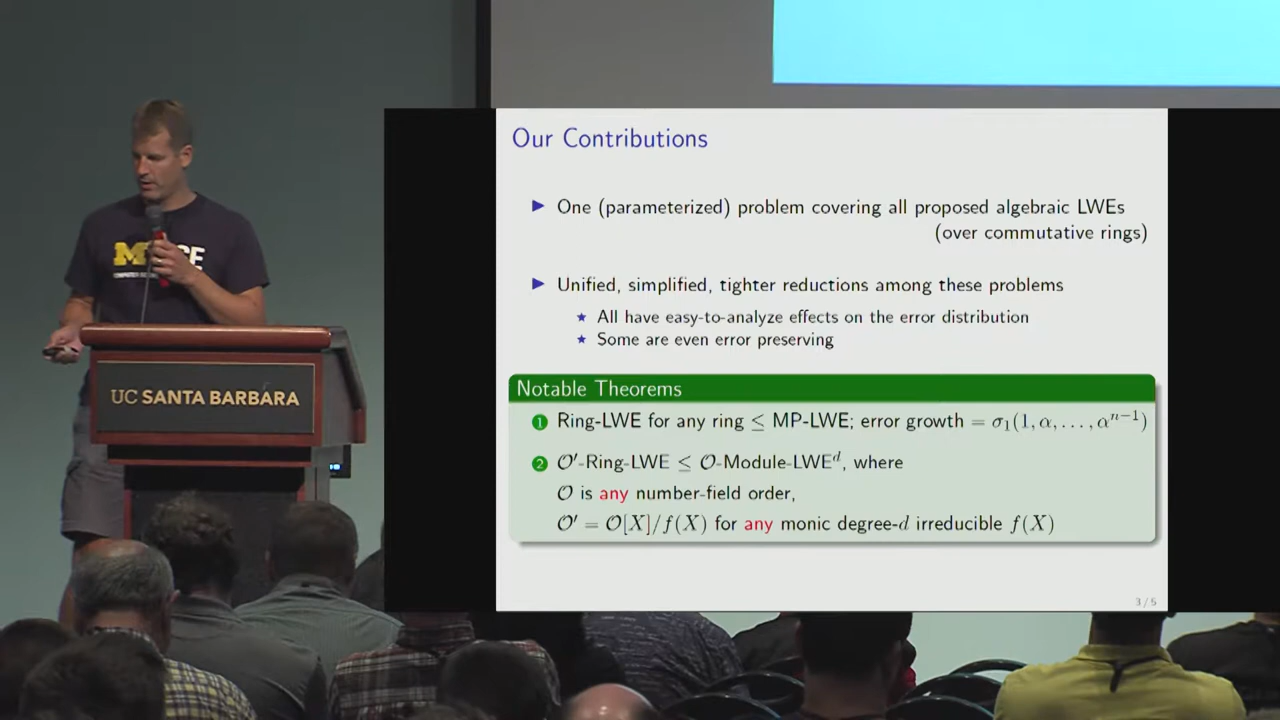 Our Contributions
▶ One (parameterized) problem covering all proposed algebraic LWEs
(over commutative rings)
▶ Unified, simplified, tighter reductions among these problems
★ All have easy-to-analyze effects on the error distribution
★ Some are even error preserving
Notable Theorems
1 Ring-LWE for any ring ≤ MP-LWE; error growth = σ₁(1, α, . . . , αⁿ⁻¹)
2 𝒪′-Ring-LWE ≤ 𝒪-Module-LWEᵈ, where
𝒪 is any number-field order,
𝒪′ = 𝒪[X]/f(X) for any monic degree-d irreducible f(X)
3 / 5
UC SANTA BARBARA